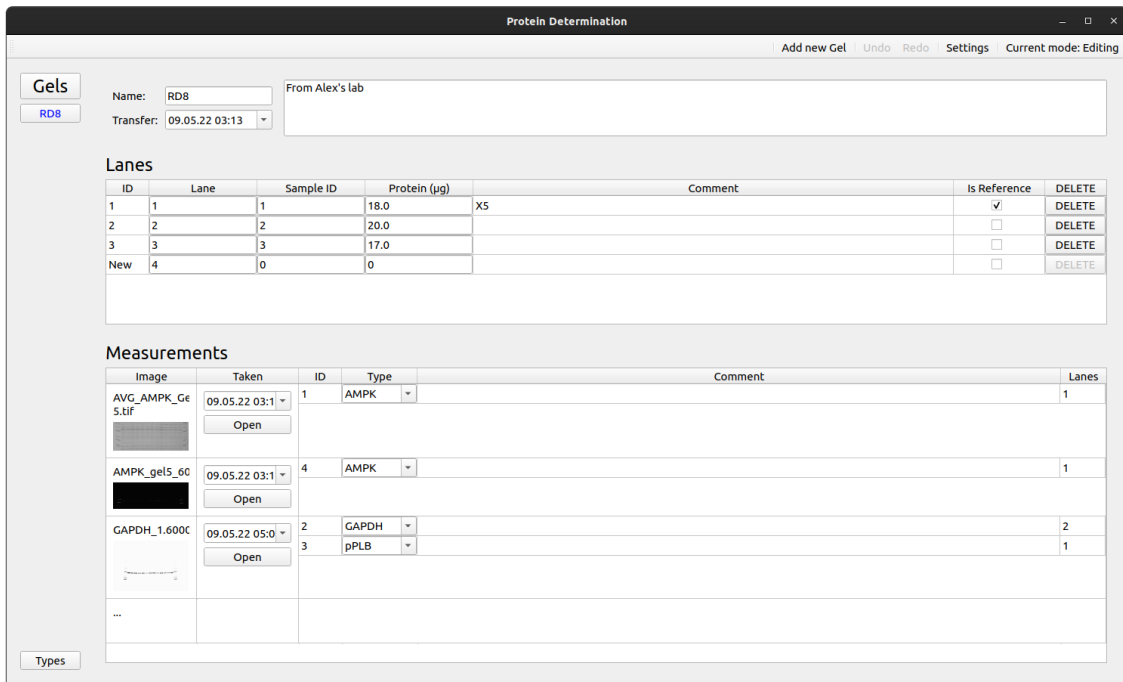 Protein Determination
Add new Gel Undo Redo Settings Current mode: Editing
Gels
RD8
Name: RD8
Transfer: 09.05.22 03:13
From Alex's lab
Lanes
ID Lane Sample ID Protein (µg) Comment Is Reference DELETE
1 1 1 18.0 X5 DELETE
2 2 2 20.0 DELETE
3 3 3 17.0 DELETE
New 4 0 0 DELETE
Measurements
Image Taken ID Type Comment Lanes
AVG_AMPK_Ge
5.tif
09.05.22 03:1
Open
1 AMPK 1
AMPK_gel5_60
09.05.22 03:1
Open
4 AMPK 1
GAPDH_1.600
09.05.22 05:0
Open
2 GAPDH 2
3 pPLB 1
...
Types